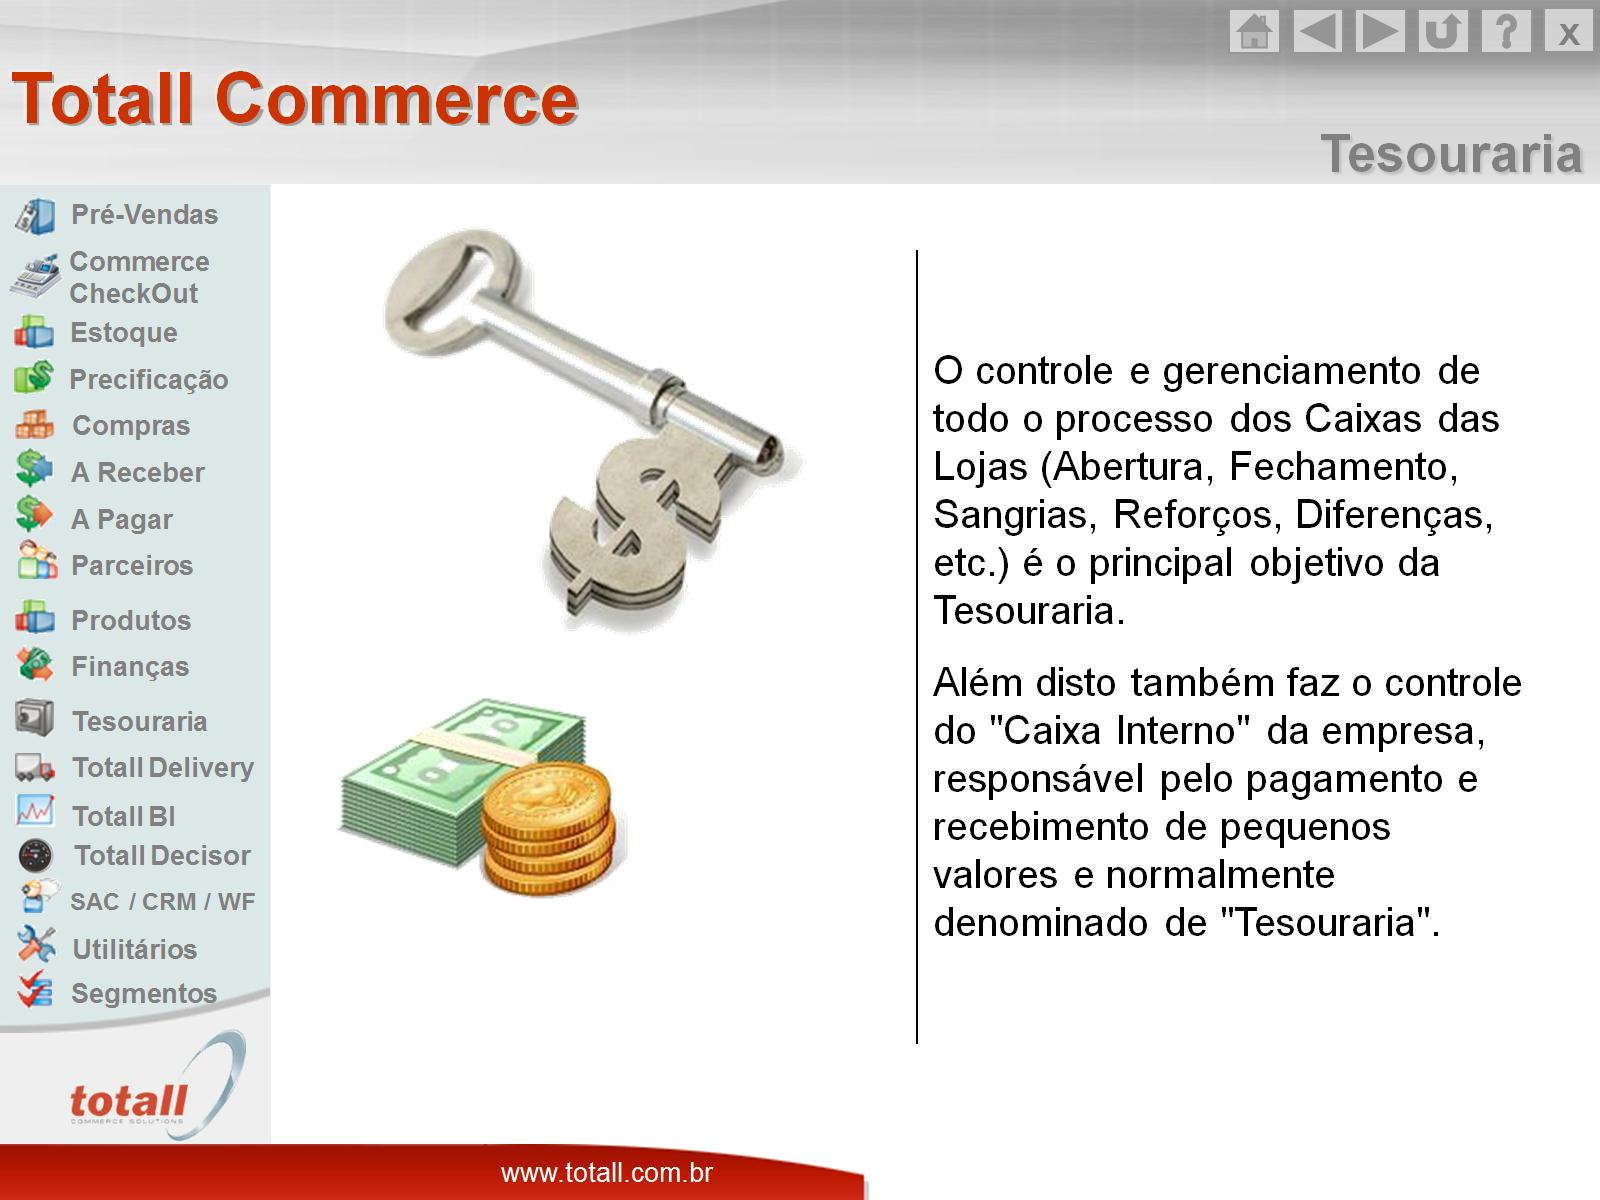 x
Totall Commerce
Tesouraria
Pré-Vendas
Commerce
CheckOut
Estoque
Precificação
Compras
A Receber
A Pagar
Parceiros
Produtos
Finanças
Tesouraria
Totall Delivery
Totall BI
Totall Decisor
SAC / CRM / WF
Utilitários
Segmentos
O controle e gerenciamento de
todo o processo dos Caixas das
Lojas (Abertura, Fechamento,
Sangrias, Reforços, Diferenças,
etc.) é o principal objetivo da
Tesouraria.
Além disto também faz o controle
do "Caixa Interno" da empresa,
responsável pelo pagamento e
recebimento de pequenos
valores e normalmente
denominado de "Tesouraria".
totall
COMMERCE SOLUTIONS
www.totall.com.br